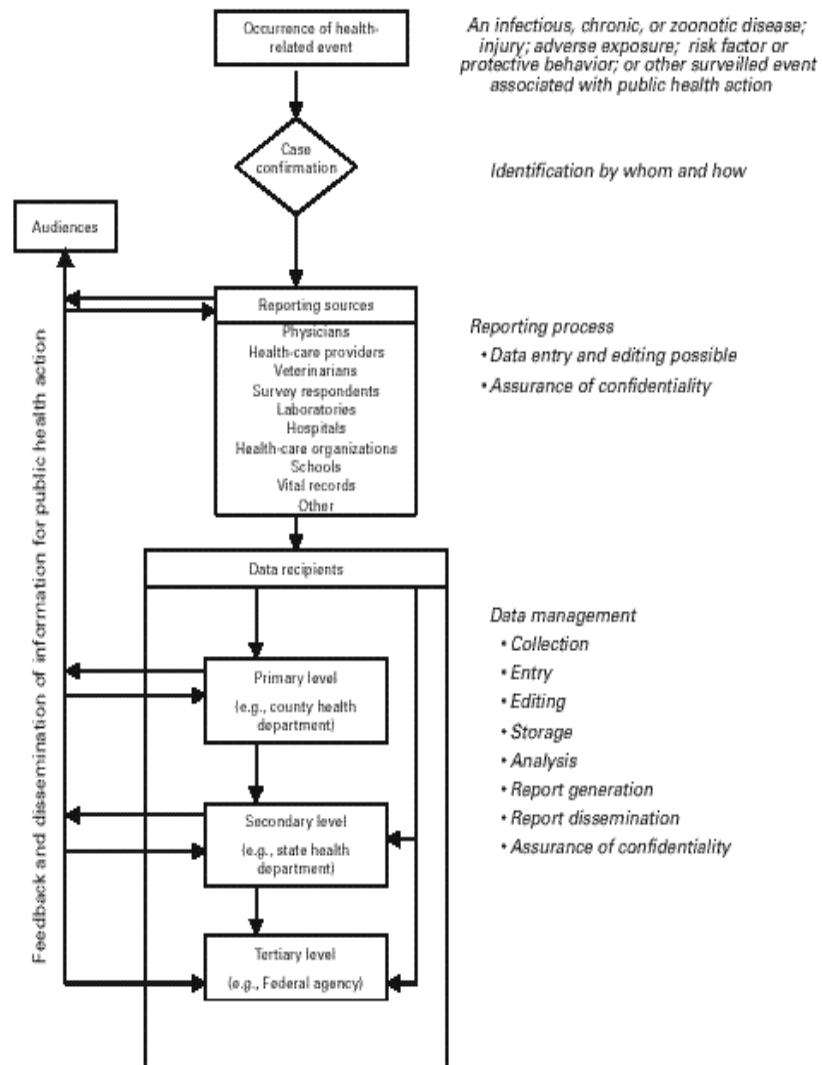 Occurrence of health-
related event
An infectious, chronic, or zoonotic disease;
injury; adverse exposure; risk factor or
protective behavior; or other surveilled event
associated with public health action
Case
confirmation
Identification by whom and how
Audiences
Reporting sources
Physicians
Health-care providers
Veterinarians
Survey respondents
Laboratories
Hospitals
Health-care organizations
Schools
Vital records
Other
Reporting process
• Data entry and editing possible
• Assurance of confidentiality
Feedback and dissemination of information for public health action
Data recipients
Primary level
(e.g., county health
department)
Secondary level
(e.g., state health
department)
Tertiary level
(e.g., Federal agency)
Data management
• Collection
• Entry
• Editing
• Storage
• Analysis
• Report generation
• Report dissemination
• Assurance of confidentiality